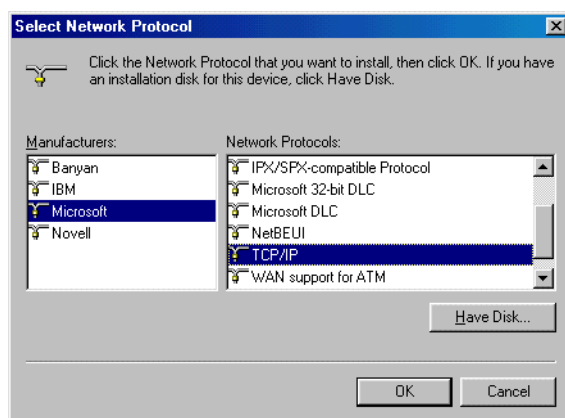 Select Network Protocol
Click the Network Protocol that you want to install, then click OK. If you have
an installation disk for this device, click Have Disk.
Manufacturers:
Banyan
IBM
Microsoft
Novell
Network Protocols:
IPX/SPX-compatible Protocol
Microsoft 32-bit DLC
Microsoft DLC
NetBEUI
TCP/IP
WAN support for ATM
Have Disk...
OK
Cancel